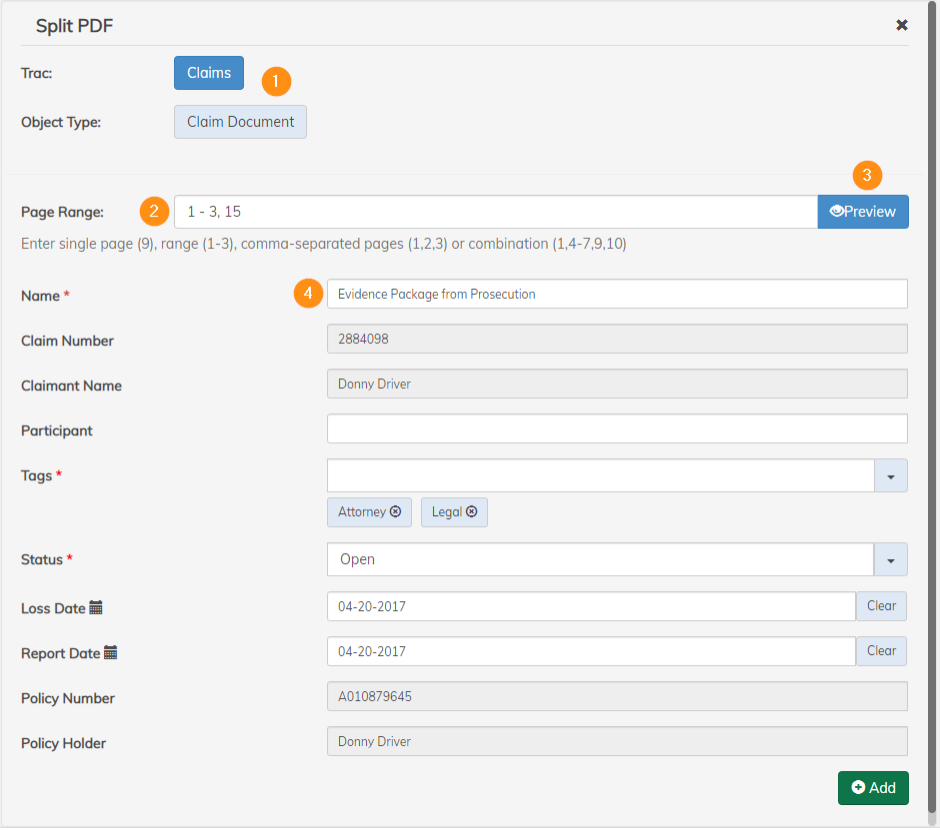 Split PDF ✖
Trac: Claims 1
Object Type: Claim Document
3
Page Range: 2 1 - 3, 15 Preview
Enter single page (9), range (1-3), comma-separated pages (1,2,3) or combination (1,4-7,9,10)
Name * 4 Evidence Package from Prosecution
Claim Number 2884098
Claimant Name Donny Driver
Participant
Tags *
Attorney Legal
Status * Open
Loss Date 04-20-2017 Clear
Report Date 04-20-2017 Clear
Policy Number A010879645
Policy Holder Donny Driver
Add